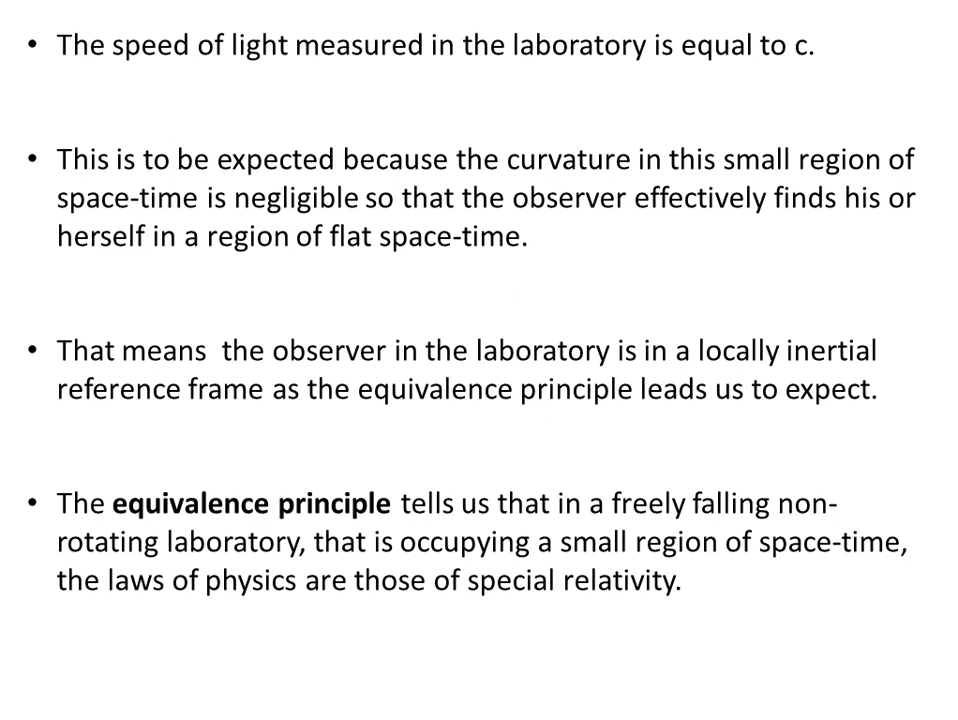 • The speed of light measured in the laboratory is equal to c.
• This is to be expected because the curvature in this small region of
space-time is negligible so that the observer effectively finds his or
herself in a region of flat space-time.
• That means  the observer in the laboratory is in a locally inertial
reference frame as the equivalence principle leads us to expect.
• The equivalence principle tells us that in a freely falling non-
rotating laboratory, that is occupying a small region of space-time,
the laws of physics are those of special relativity.